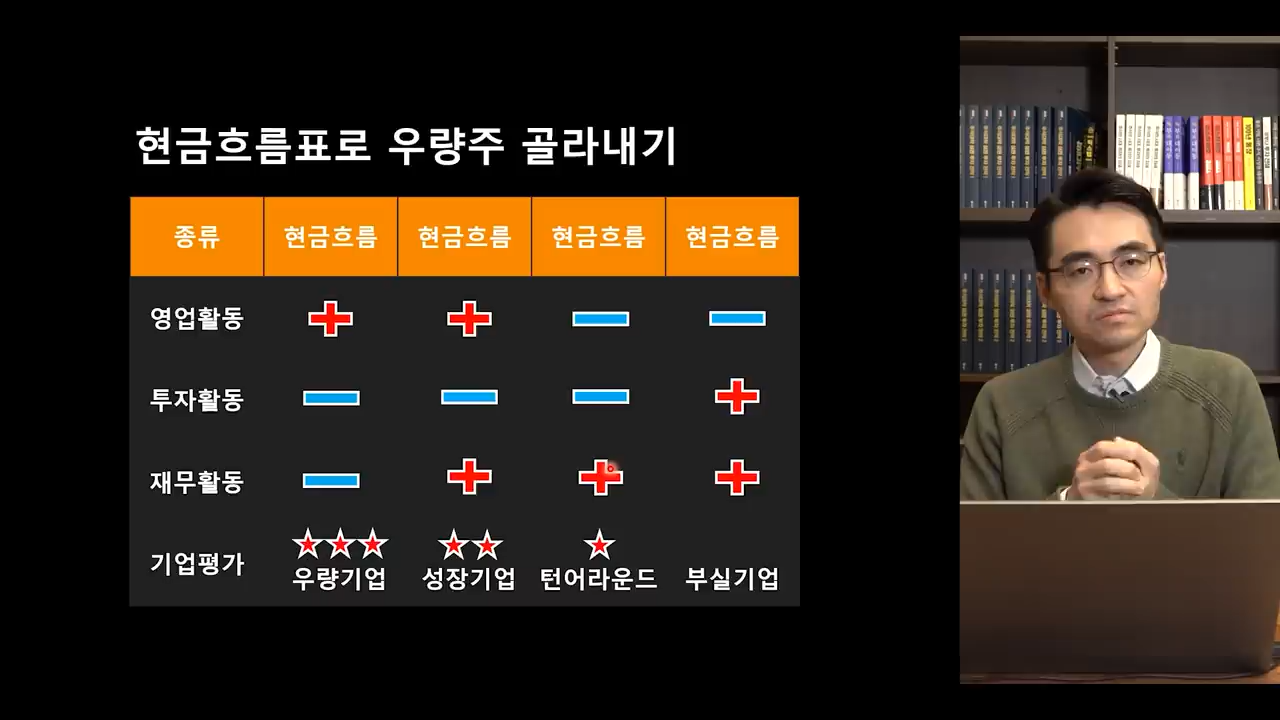 현금흐름표로 우량주 골라내기
종류 현금흐름 현금흐름 현금흐름 현금흐름
영업활동
투자활동
재무활동
기업평가 우량기업 성장기업 턴어라운드 부실기업